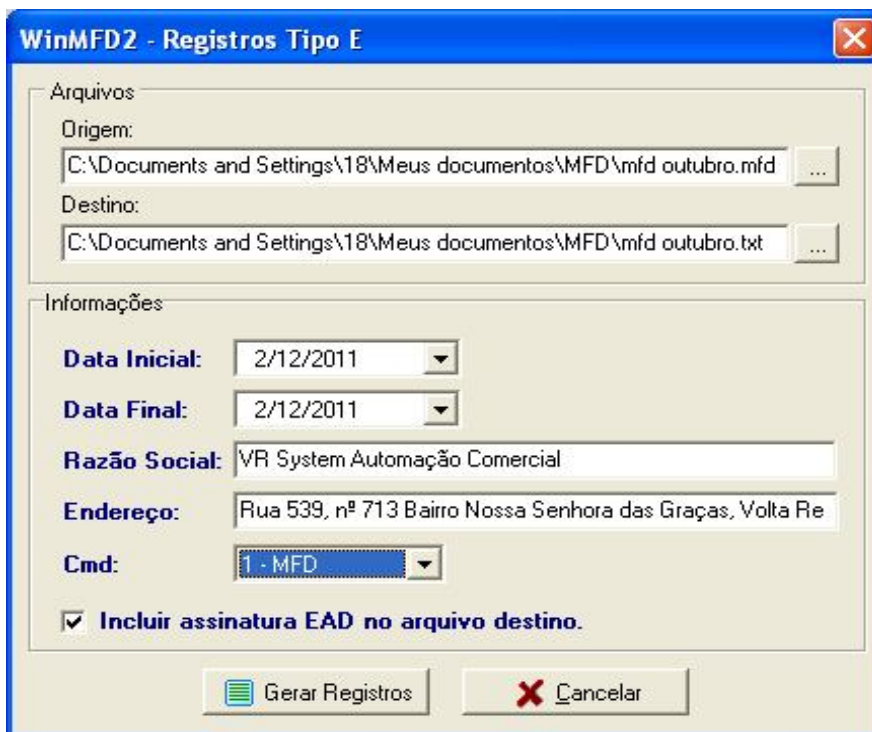 WinMFD2 - Registros Tipo E
Arquivos
Origem:
C:\Documents and Settings\18\Meus documentos\MFD\mfd outubro.mfd ...
Destino:
C:\Documents and Settings\18\Meus documentos\MFD\mfd outubro.txt ...
Informações
Data Inicial: 2/12/2011
Data Final: 2/12/2011
Razão Social: VR System Automação Comercial
Endereço: Rua 539, nº 713 Bairro Nossa Senhora das Graças, Volta Re
Cmd: 1 - MFD
Incluir assinatura EAD no arquivo destino.
Gerar Registros Cancelar